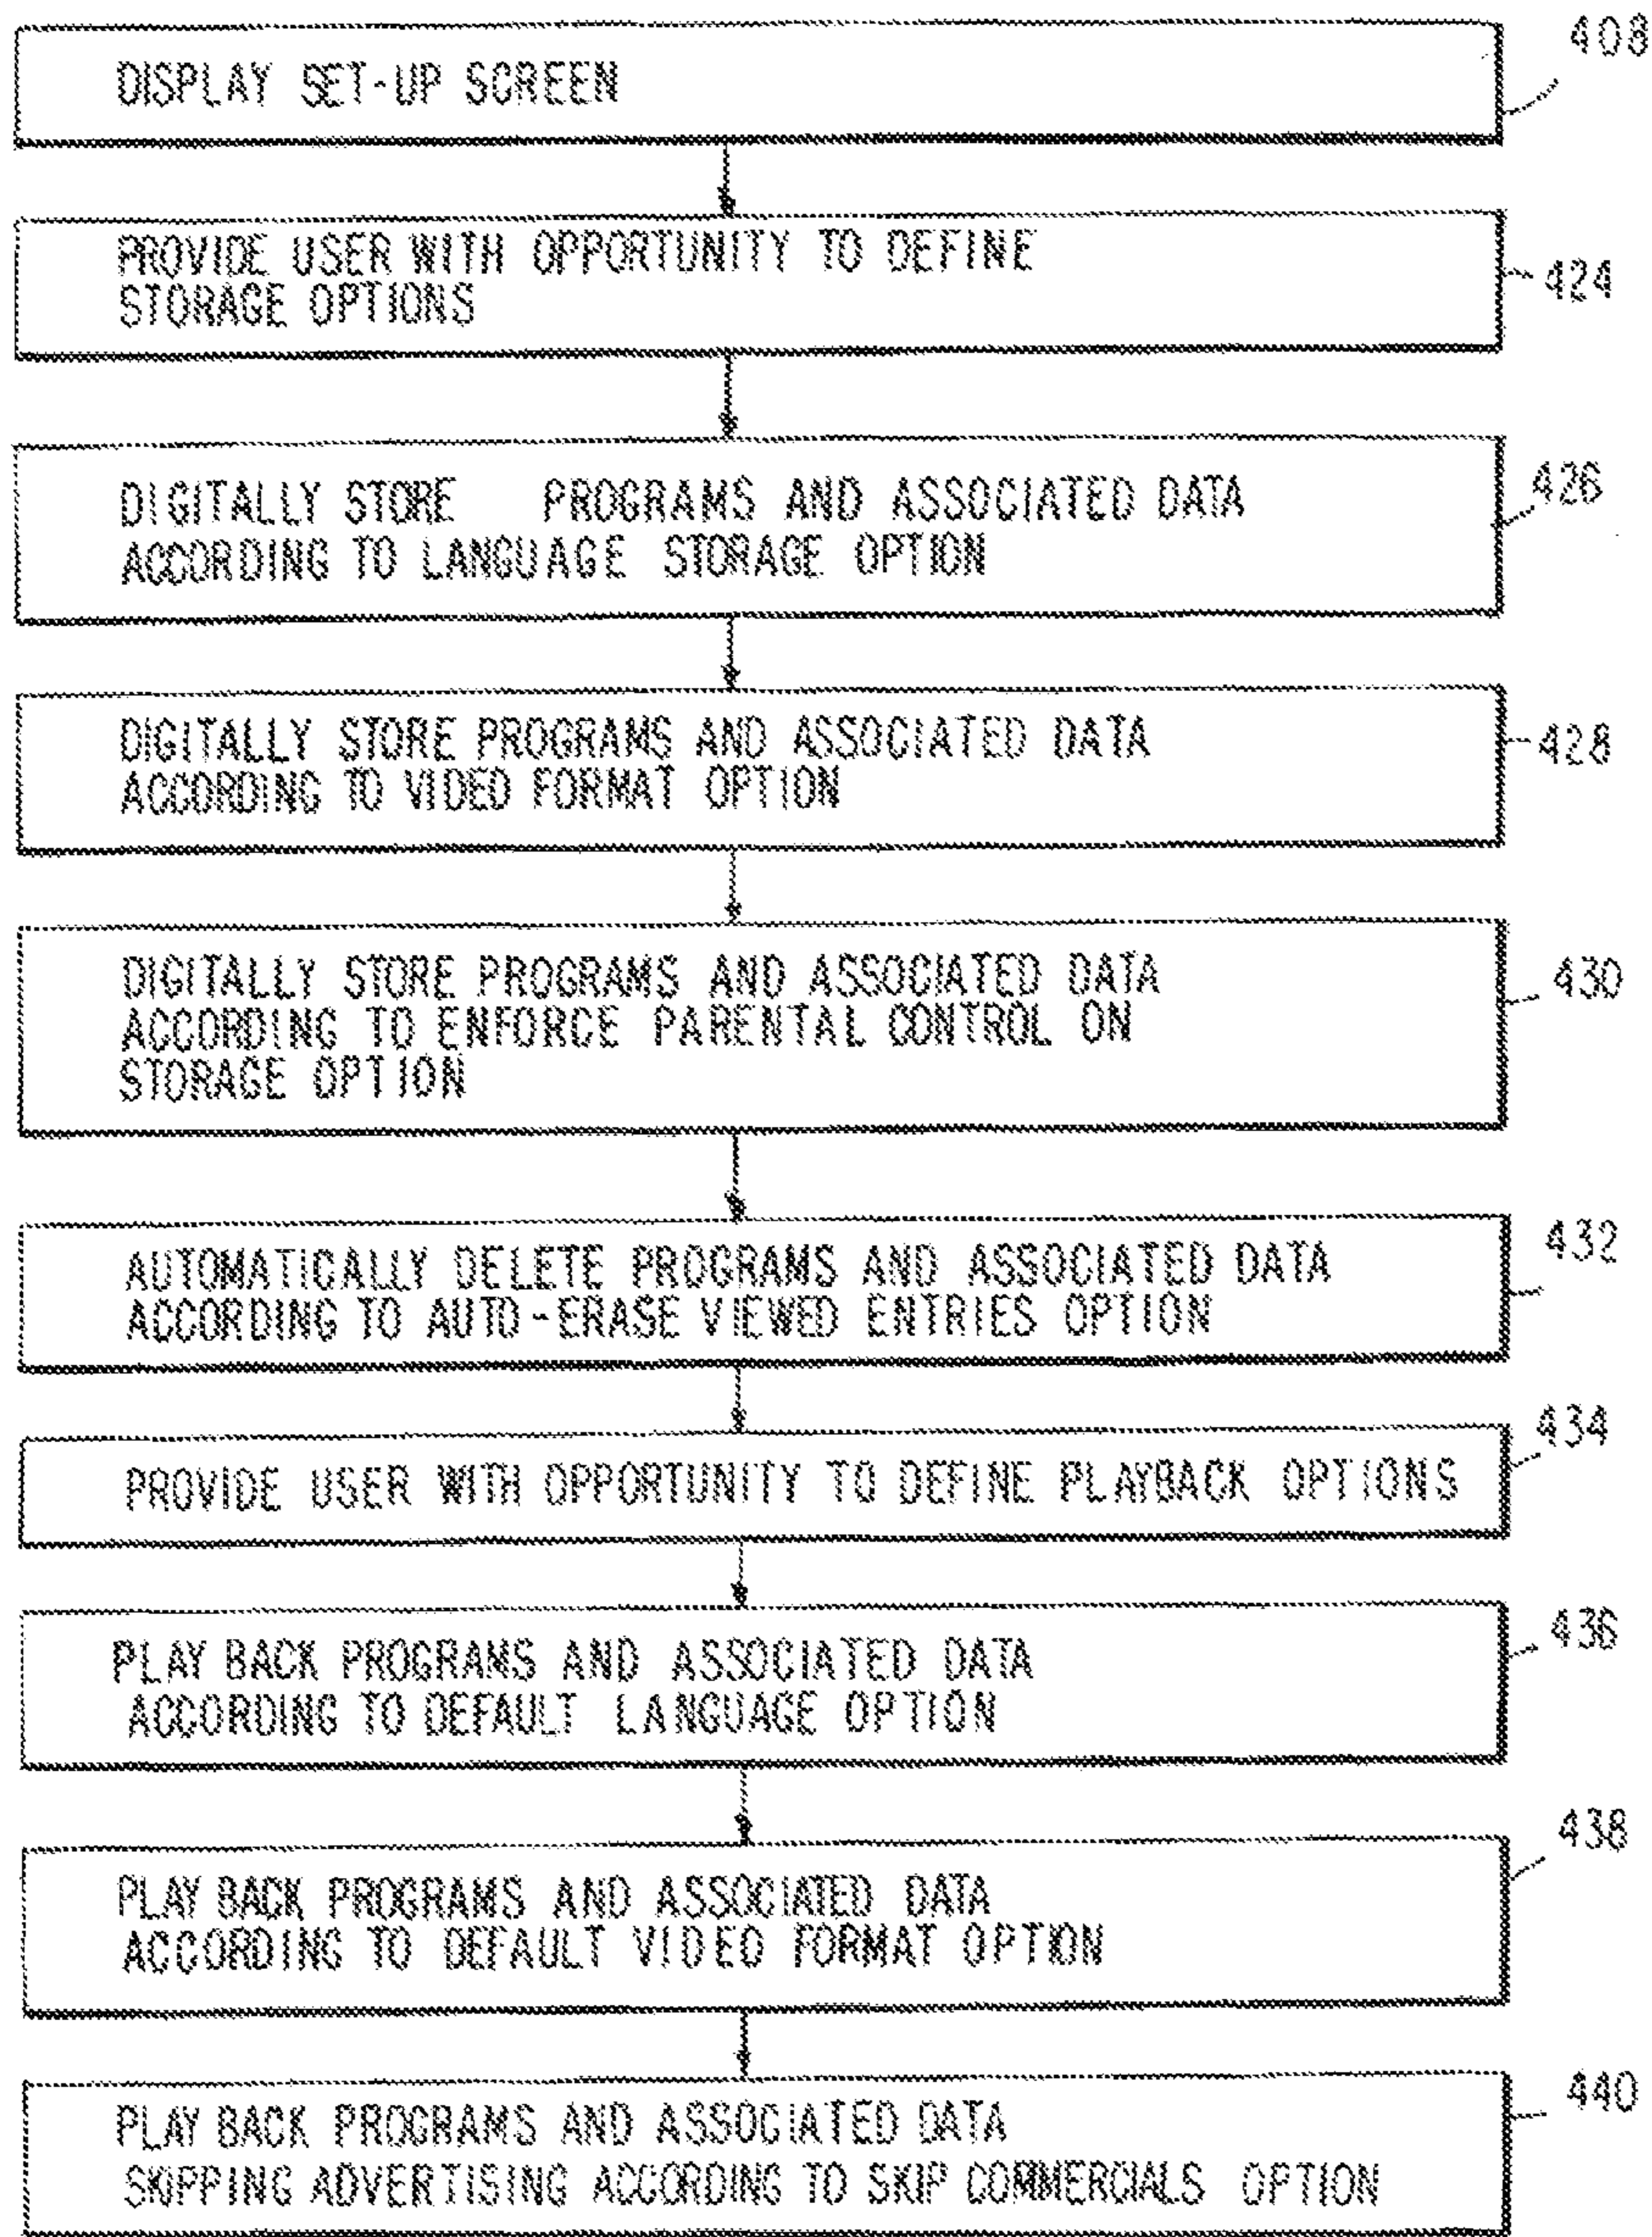 DISPLAY SET-UP SCREEN
408
PROVIDE USER WITH OPPORTUNITY TO DEFINE
STORAGE OPTIONS
424
DIGITALLY STORE PROGRAMS AND ASSOCIATED DATA
ACCORDING TO LANGUAGE STORAGE OPTION
426
DIGITALLY STORE PROGRAMS AND ASSOCIATED DATA
ACCORDING TO VIDEO FORMAT OPTION
428
DIGITALLY STORE PROGRAMS AND ASSOCIATED DATA
ACCORDING TO ENFORCE PARENTAL CONTROL ON
STORAGE OPTION
430
AUTOMATICALLY DELETE PROGRAMS AND ASSOCIATED DATA
ACCORDING TO AUTO-ERASE VIEWED ENTRIES OPTION
432
PROVIDE USER WITH OPPORTUNITY TO DEFINE PLAYBACK OPTIONS
434
PLAY BACK PROGRAMS AND ASSOCIATED DATA
ACCORDING TO DEFAULT LANGUAGE OPTION
436
PLAY BACK PROGRAMS AND ASSOCIATED DATA
ACCORDING TO DEFAULT VIDEO FORMAT OPTION
438
PLAY BACK PROGRAMS AND ASSOCIATED DATA
SKIPPING ADVERTISING ACCORDING TO SKIP COMMERCIALS OPTION
440